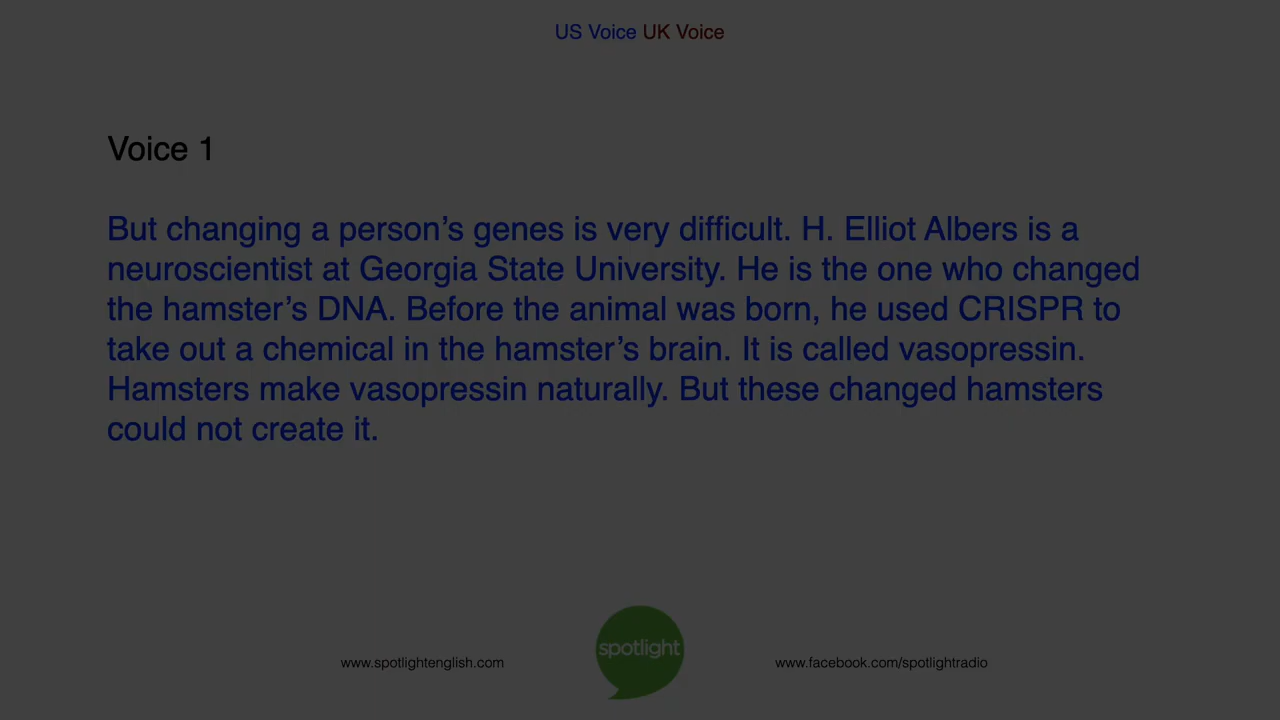 US Voice UK Voice
Voice 1
But changing a person’s genes is very difficult. H. Elliot Albers is a
neuroscientist at Georgia State University. He is the one who changed
the hamster’s DNA. Before the animal was born, he used CRISPR to
take out a chemical in the hamster’s brain. It is called vasopressin.
Hamsters make vasopressin naturally. But these changed hamsters
could not create it.
spotlight
www.spotlightenglish.com
www.facebook.com/spotlightradio